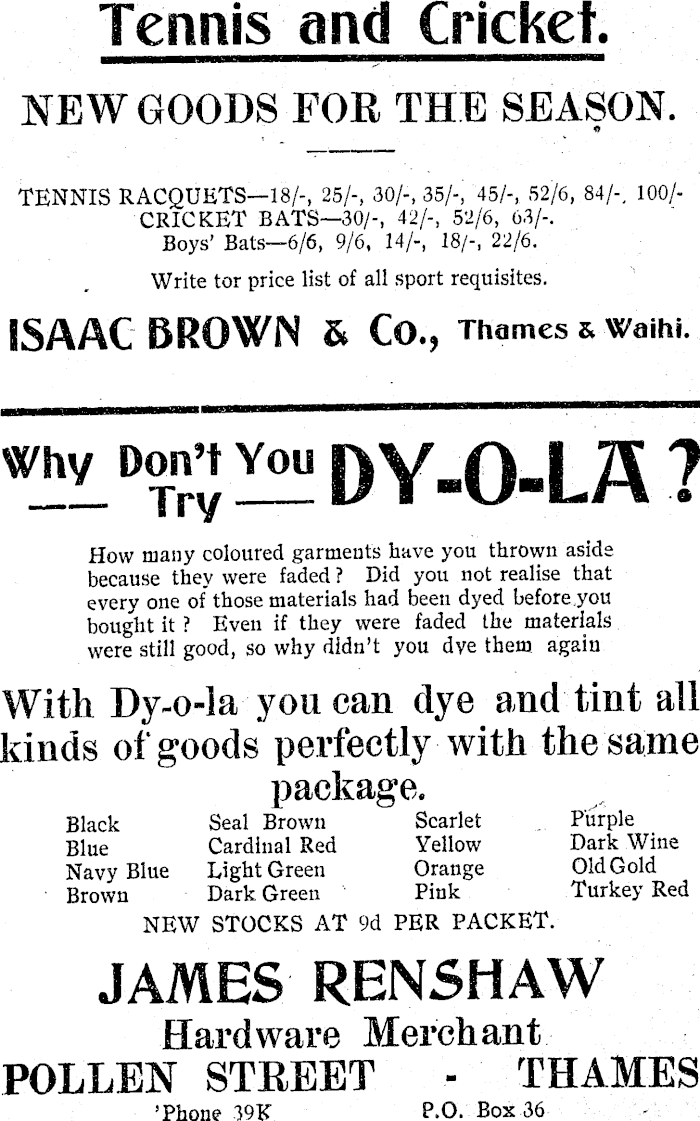 Tennis and Cricket.
NEW GOODS FOR THE SEASON.
TENNIS RACQUETS—18/-, 25/-, 30/-, 35/-, 45/-, 52/6, 84/-, 100/-
CRICKET BATS—30/-, 42/-, 52/6, 63/-.
Boys' Bats—6/6, 9/6, 14/-, 18/-, 22/6.
Write tor price list of all sport requisites.
ISAAC BROWN & Co., Thames & Waihi.
Why Don't You
Try DY-O-LA ?
How many coloured garments have you thrown aside
because they were faded ? Did you not realise that
every one of those materials had been dyed before you
bought it ? Even if they were faded the materials
were still good, so why didn't you dye them again
With Dy-o-la you can dye and tint all
kinds of goods perfectly with the same
package.
Black Seal Brown Scarlet Purple
Blue Cardinal Red Yellow Dark Wine
Navy Blue Light Green Orange Old Gold
Brown Dark Green Pink Turkey Red
NEW STOCKS AT 9d PER PACKET.
JAMES RENSHAW
Hardware Merchant
POLLEN STREET - THAMES
'Phone 39K P.O. Box 36